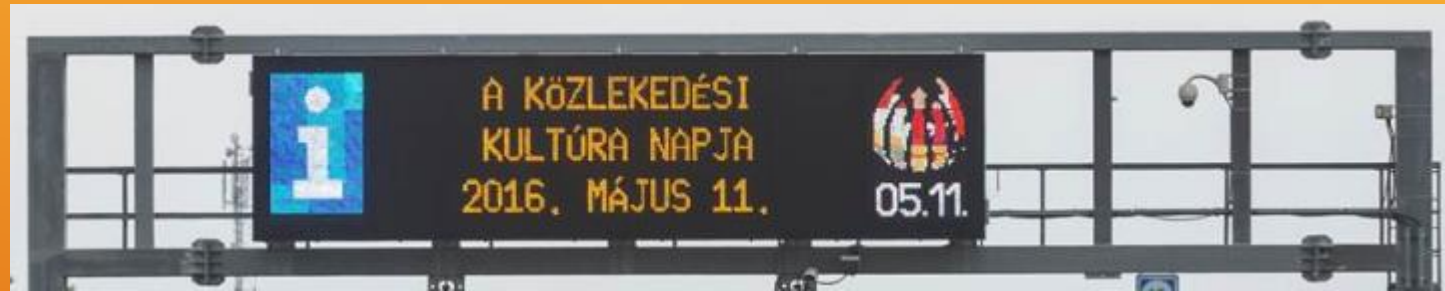 i
A KÖZLEKEDÉSI
KULTÚRA NAPJA
2016. MÁJUS 11.
05.11.